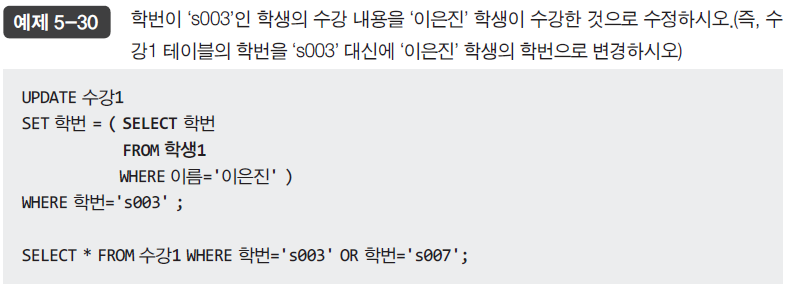 예제 5-30 학번이 ‘s003’인 학생의 수강 내용을 ‘이은진’ 학생이 수강한 것으로 수정하시오.(즉, 수
강1 테이블의 학번을 ‘s003’ 대신에 ‘이은진’ 학생의 학번으로 변경하시오)
UPDATE 수강1
SET 학번 = ( SELECT 학번
FROM 학생1
WHERE 이름='이은진' )
WHERE 학번='s003' ;
SELECT * FROM 수강1 WHERE 학번='s003' OR 학번='s007';